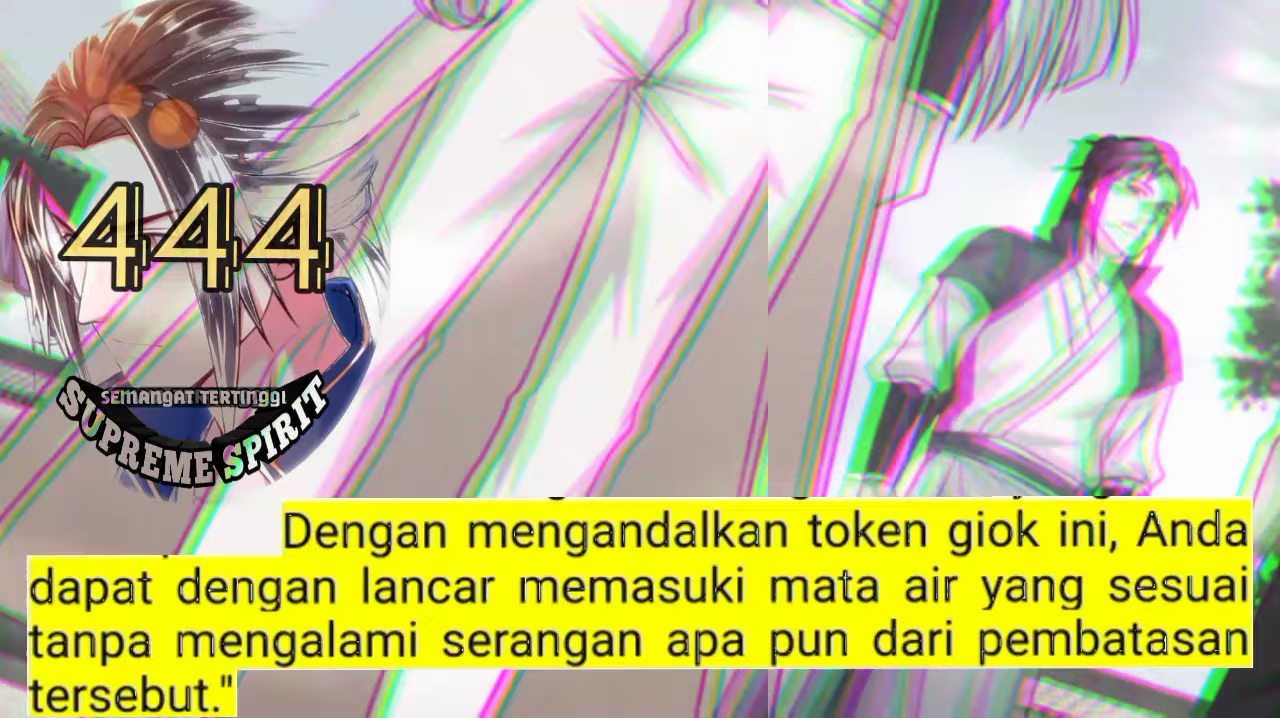 444
SEMANGAT TERTINGGI
SUPREME SPIRIT
Dengan mengandalkan token giok ini, Anda
dapat dengan lancar memasuki mata air yang sesuai
tanpa mengalami serangan apa pun dari pembatasan
tersebut."